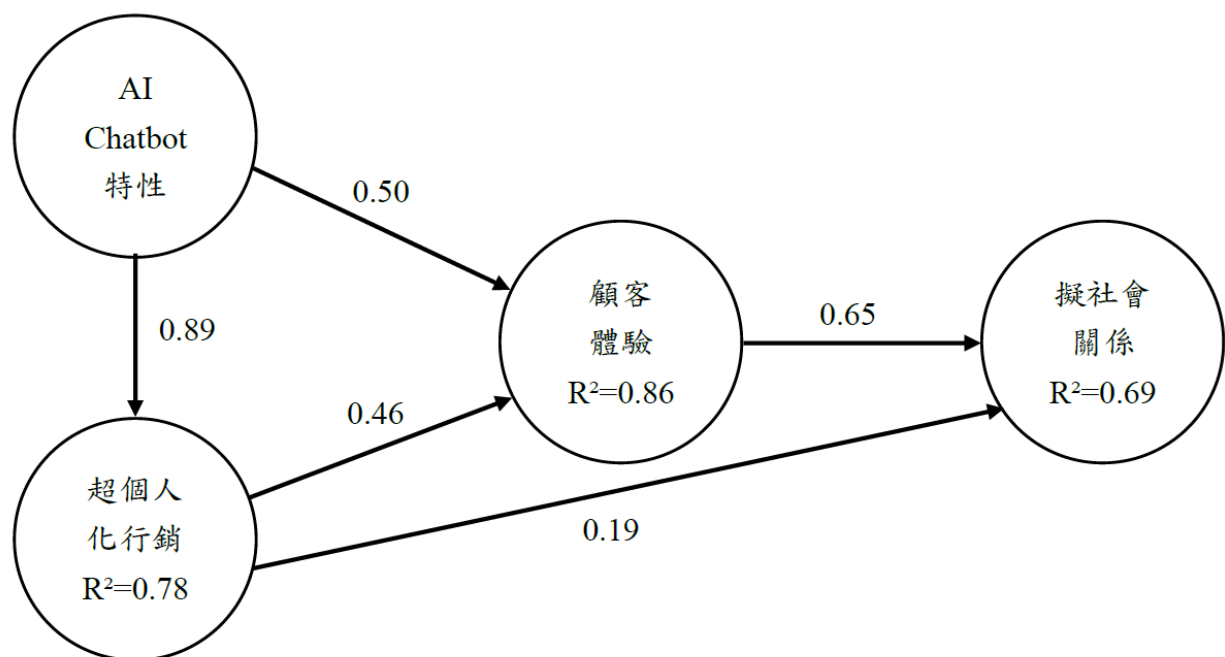 AI
Chatbot
特性
0.50
0.89
顧客
體驗
R²=0.86
0.65
擬社會
關係
R²=0.69
0.46
超個人
化行銷
R²=0.78
0.19